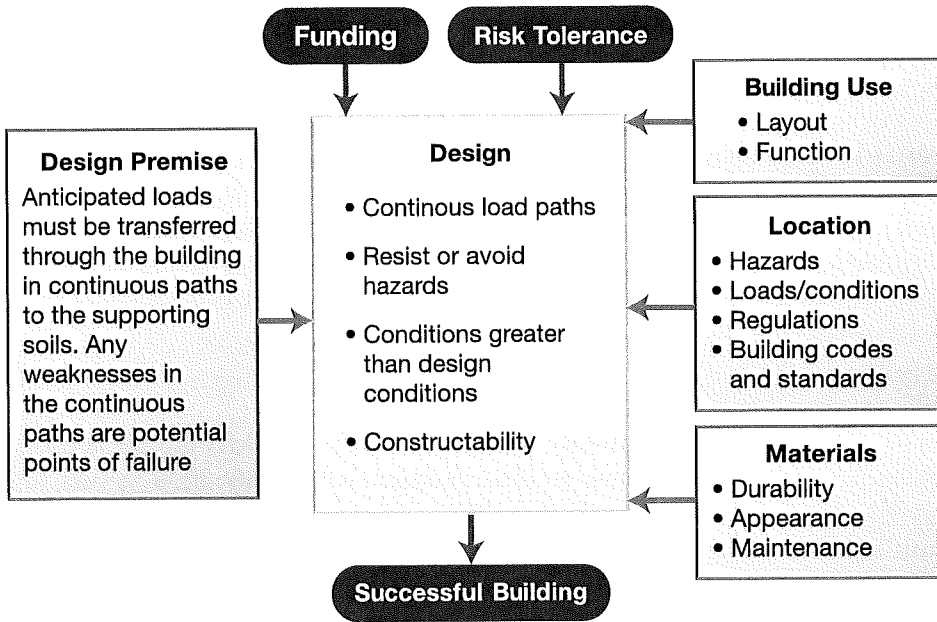 Funding
Risk Tolerance
Design Premise
Anticipated loads
must be transferred
through the building
in continuous paths
to the supporting
soils. Any
weaknesses in
the continuous
paths are potential
points of failure
Design
• Continous load paths
• Resist or avoid
hazards
• Conditions greater
than design
conditions
• Constructability
Building Use
• Layout
• Function
Location
• Hazards
• Loads/conditions
• Regulations
• Building codes
and standards
Materials
• Durability
• Appearance
• Maintenance
Successful Building